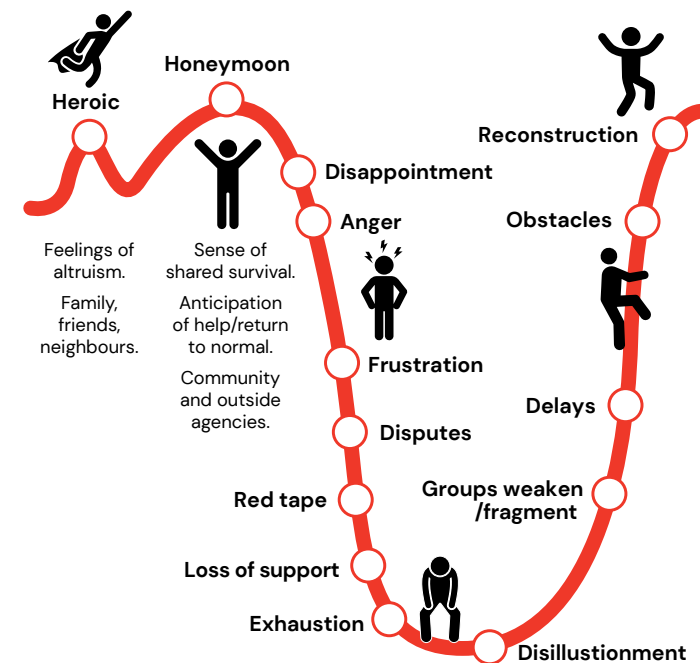 Heroic
Feelings of
altruism.
Family,
friends,
neighbours.
Honeymoon
Sense of
shared survival.
Anticipation
of help/return
to normal.
Community
and outside
agencies.
Disappointment
Anger
Frustration
Disputes
Red tape
Loss of support
Exhaustion
Disillustionment
Groups weaken
/fragment
Delays
Obstacles
Reconstruction